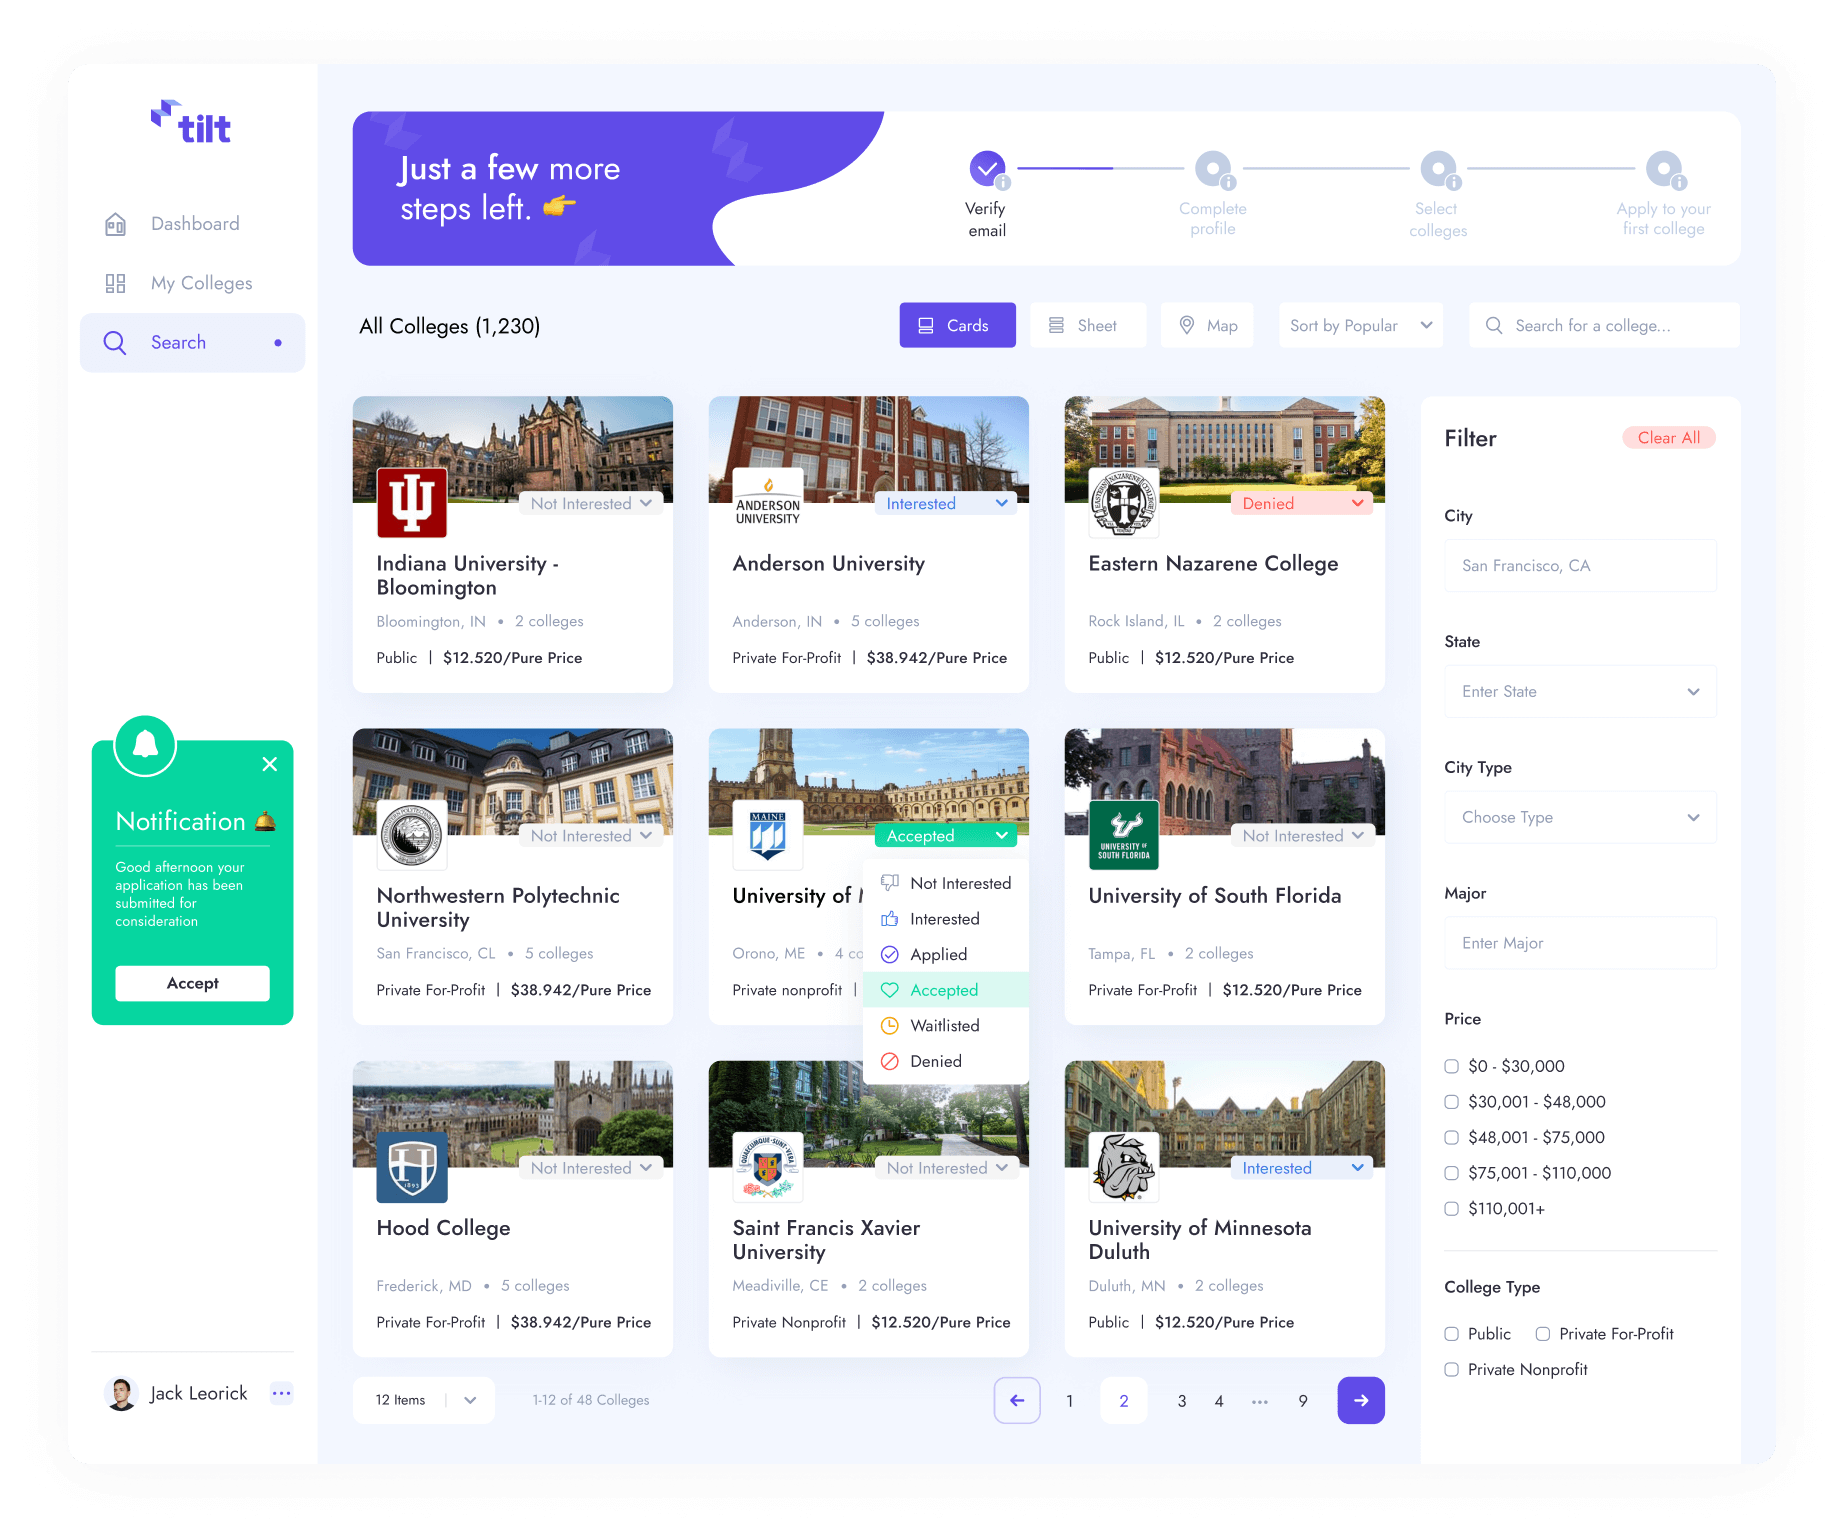 tilt
Dashboard
My Colleges
Search
Notification
Good afternoon your
application has been
submitted for
consideration
Accept
Jack Leorick
Just a few more
steps left.
Verify
email
Complete
profile
Select
colleges
Apply to your
first college
All Colleges (1,230)
Cards
Sheet
Map
Sort by Popular
Search for a college...
Not Interested
Indiana University -
Bloomington
Bloomington, IN • 2 colleges
Public | $12.520/Pure Price
ANDERSON
UNIVERSITY
Interested
Anderson University
Anderson, IN • 5 colleges
Private For-Profit | $38.942/Pure Price
EASTERN NAZARENE COLLEGE
Denied
Eastern Nazarene College
Rock Island, IL • 2 colleges
Public | $12.520/Pure Price
Not Interested
Northwestern Polytechnic
University
San Francisco, CL • 5 colleges
Private For-Profit | $38.942/Pure Price
MAINE
Accepted
University of
Orono, ME • 4 co
Private nonprofit |
Not Interested
Interested
Applied
Accepted
Waitlisted
Denied
UNIVERSITY OF
SOUTH FLORIDA
Not Interested
University of South Florida
Tampa, FL • 2 colleges
Private For-Profit | $12.520/Pure Price
H
1893
Not Interested
Hood College
Frederick, MD • 5 colleges
Private For-Profit | $38.942/Pure Price
QUAECUMQUE·SUNT·VERA
Not Interested
Saint Francis Xavier
University
Meadiville, CE • 2 colleges
Private Nonprofit | $12.520/Pure Price
Interested
University of Minnesota
Duluth
Duluth, MN • 2 colleges
Public | $12.520/Pure Price
12 Items
1-12 of 48 Colleges
1 2 3 4 ... 9
Filter
Clear All
City
San Francisco, CA
State
Enter State
City Type
Choose Type
Major
Enter Major
Price
$0 - $30,000
$30,001 - $48,000
$48,001 - $75,000
$75,001 - $110,000
$110,001+
College Type
Public
Private For-Profit
Private Nonprofit